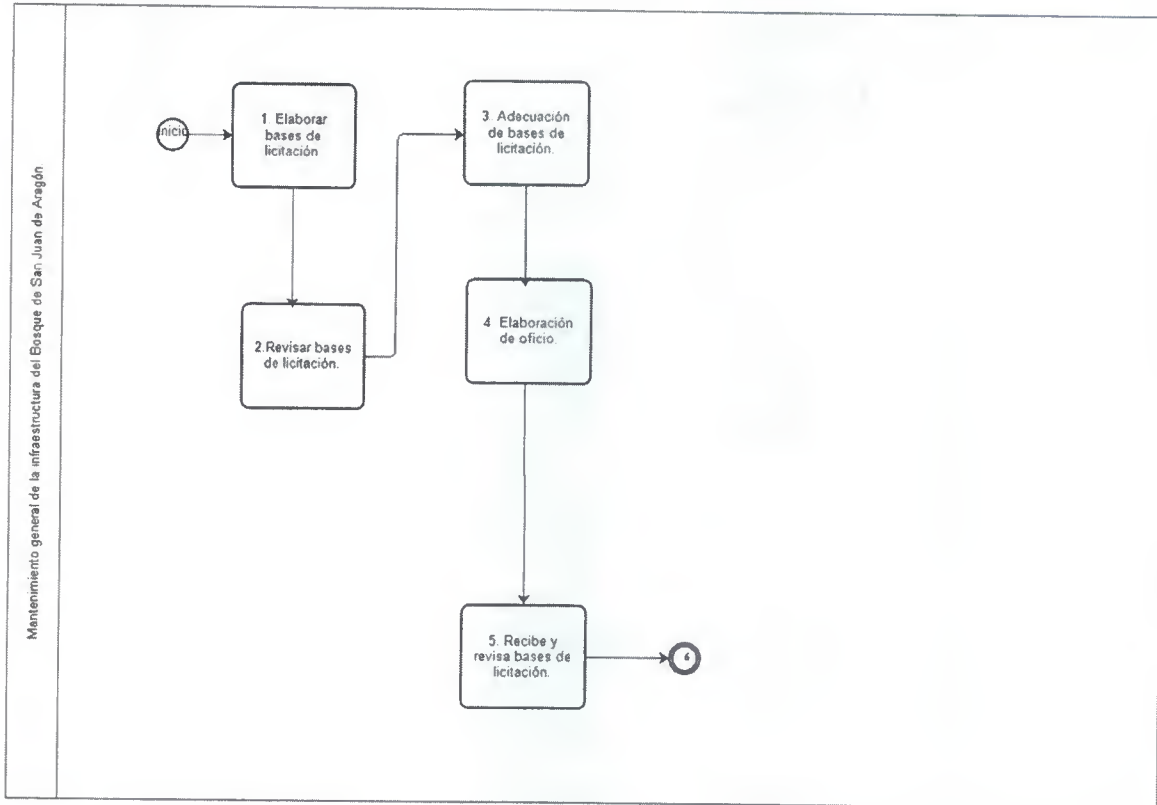 Mantenimiento general de la infraestructura del Bosque de San Juan de Aragón
Inicio
1. Elaborar
bases de
licitación
2.Revisar bases
de licitación.
3. Adecuación
de bases de
licitación.
4. Elaboración
de oficio.
5. Recibe y
revisa bases de
licitación.
6